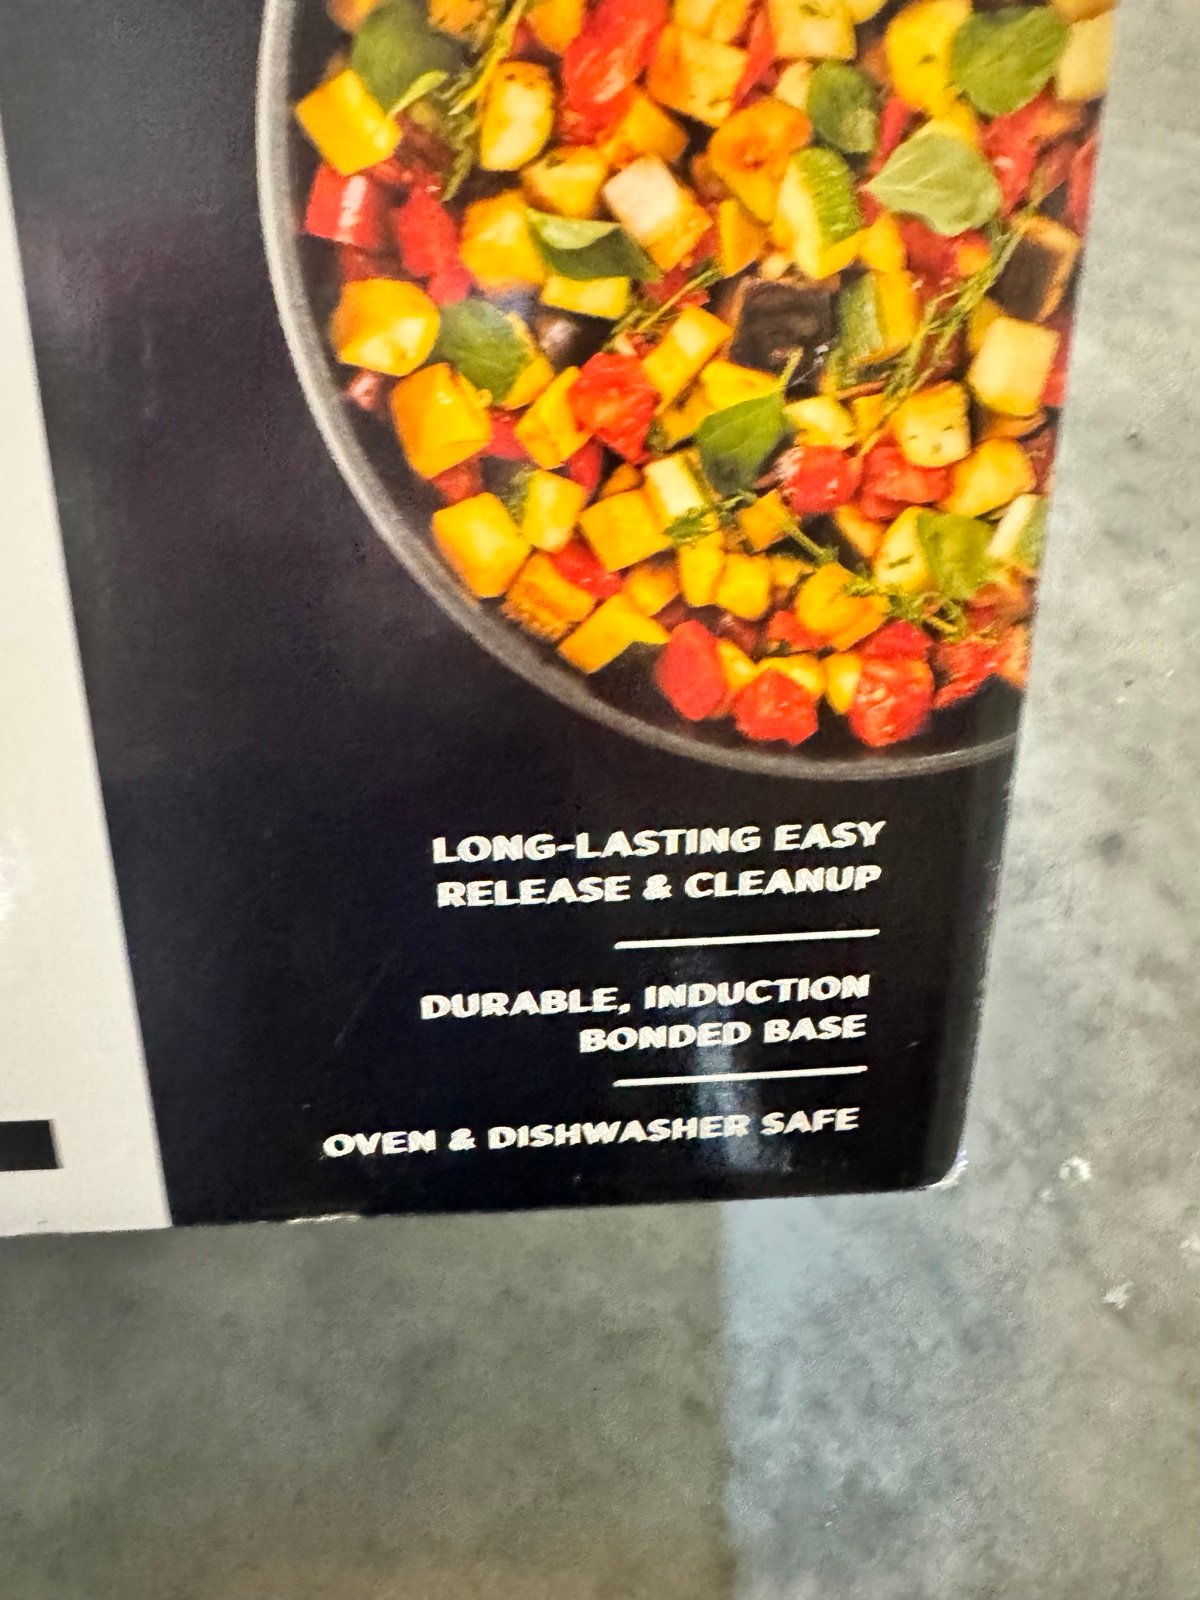 LONG-LASTING EASY
RELEASE & CLEANUP
DURABLE, INDUCTION
BONDED BASE
OVEN & DISHWASHER SAFE